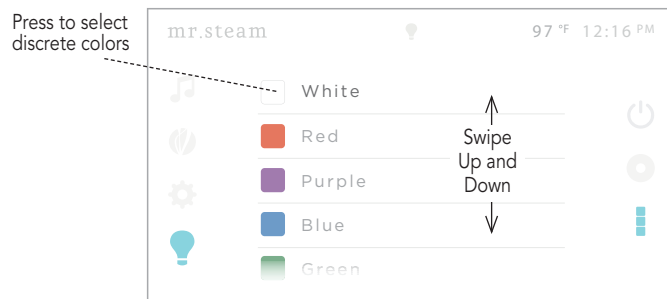 Press to select
discrete colors
mr.steam
97 °F 12:16 PM
White
Red
Purple
Blue
Green
Swipe
Up and
Down